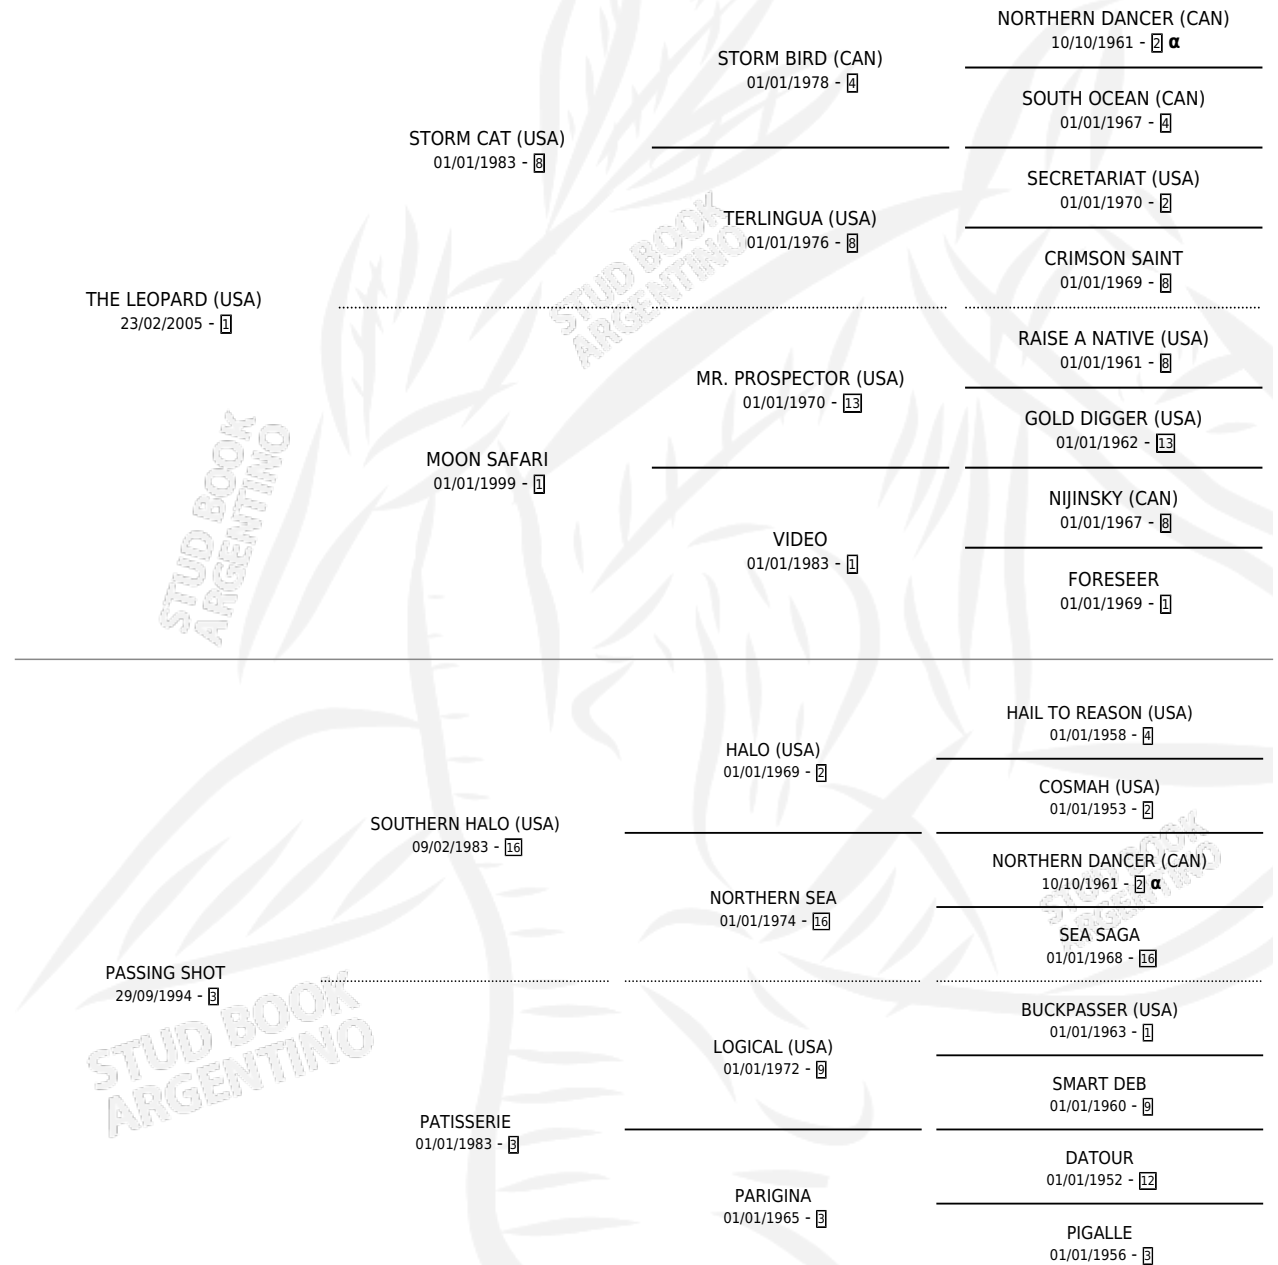 NORTHERN DANCER (CAN)
10/10/1961 - 2 α
STORM BIRD (CAN)
01/01/1978 - 4
SOUTH OCEAN (CAN)
01/01/1967 - 4
STORM CAT (USA)
01/01/1983 - 8
SECRETARIAT (USA)
01/01/1970 - 2
TERLINGUA (USA)
01/01/1976 - 8
CRIMSON SAINT
01/01/1969 - 8
THE LEOPARD (USA)
23/02/2005 - 1
RAISE A NATIVE (USA)
01/01/1961 - 8
MR. PROSPECTOR (USA)
01/01/1970 - 13
GOLD DIGGER (USA)
01/01/1962 - 13
MOON SAFARI
01/01/1999 - 1
NIJINSKY (CAN)
01/01/1967 - 8
VIDEO
01/01/1983 - 1
FORESEER
01/01/1969 - 1
HAIL TO REASON (USA)
01/01/1958 - 4
HALO (USA)
01/01/1969 - 2
COSMAH (USA)
01/01/1953 - 2
SOUTHERN HALO (USA)
09/02/1983 - 16
NORTHERN DANCER (CAN)
10/10/1961 - 2 α
NORTHERN SEA
01/01/1974 - 16
SEA SAGA
01/01/1968 - 16
PASSING SHOT
29/09/1994 - 3
BUCKPASSER (USA)
01/01/1963 - 1
LOGICAL (USA)
01/01/1972 - 9
SMART DEB
01/01/1960 - 9
PATISSERIE
01/01/1983 - 3
DATOUR
01/01/1952 - 12
PARIGINA
01/01/1965 - 3
PIGALLE
01/01/1956 - 3
STUD BOOK
ARGENTINO
STUD BOOK
ARGENTINO
STUD BOOK
ARGENTINO
STUD BOOK
ARGENTINO